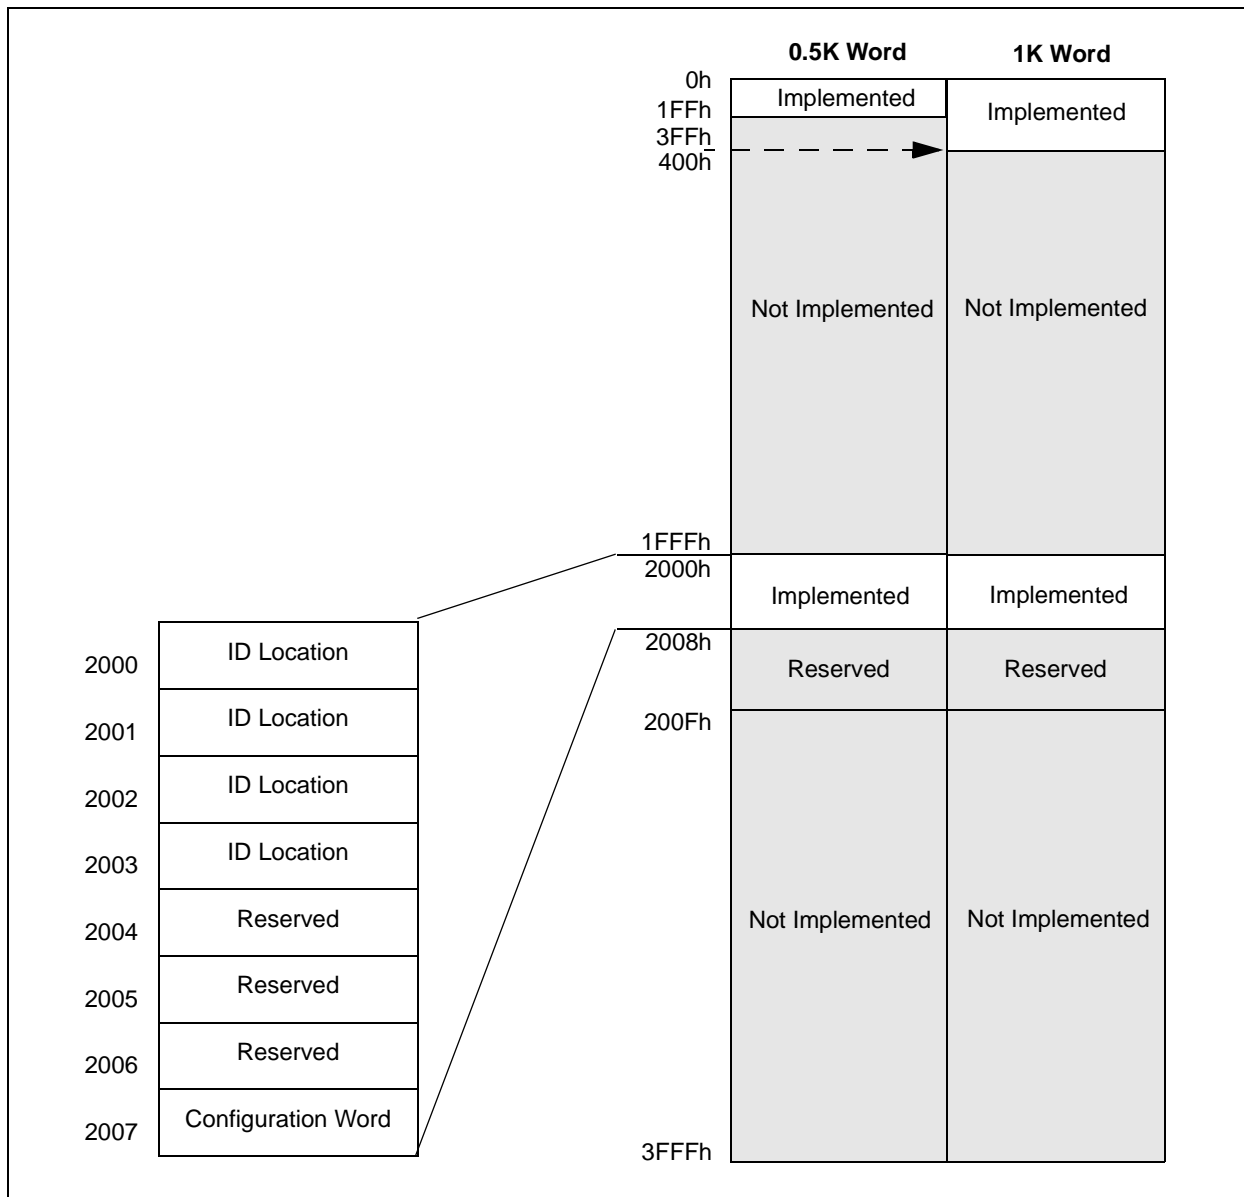 0.5K Word 1K Word
0h
Implemented Implemented
1FFh
3FFh
400h
Not Implemented Not Implemented
1FFFh
2000h
Implemented Implemented
2008h
Reserved Reserved
200Fh
Not Implemented Not Implemented
3FFFh
2000 ID Location
2001 ID Location
2002 ID Location
2003 ID Location
2004 Reserved
2005 Reserved
2006 Reserved
2007 Configuration Word